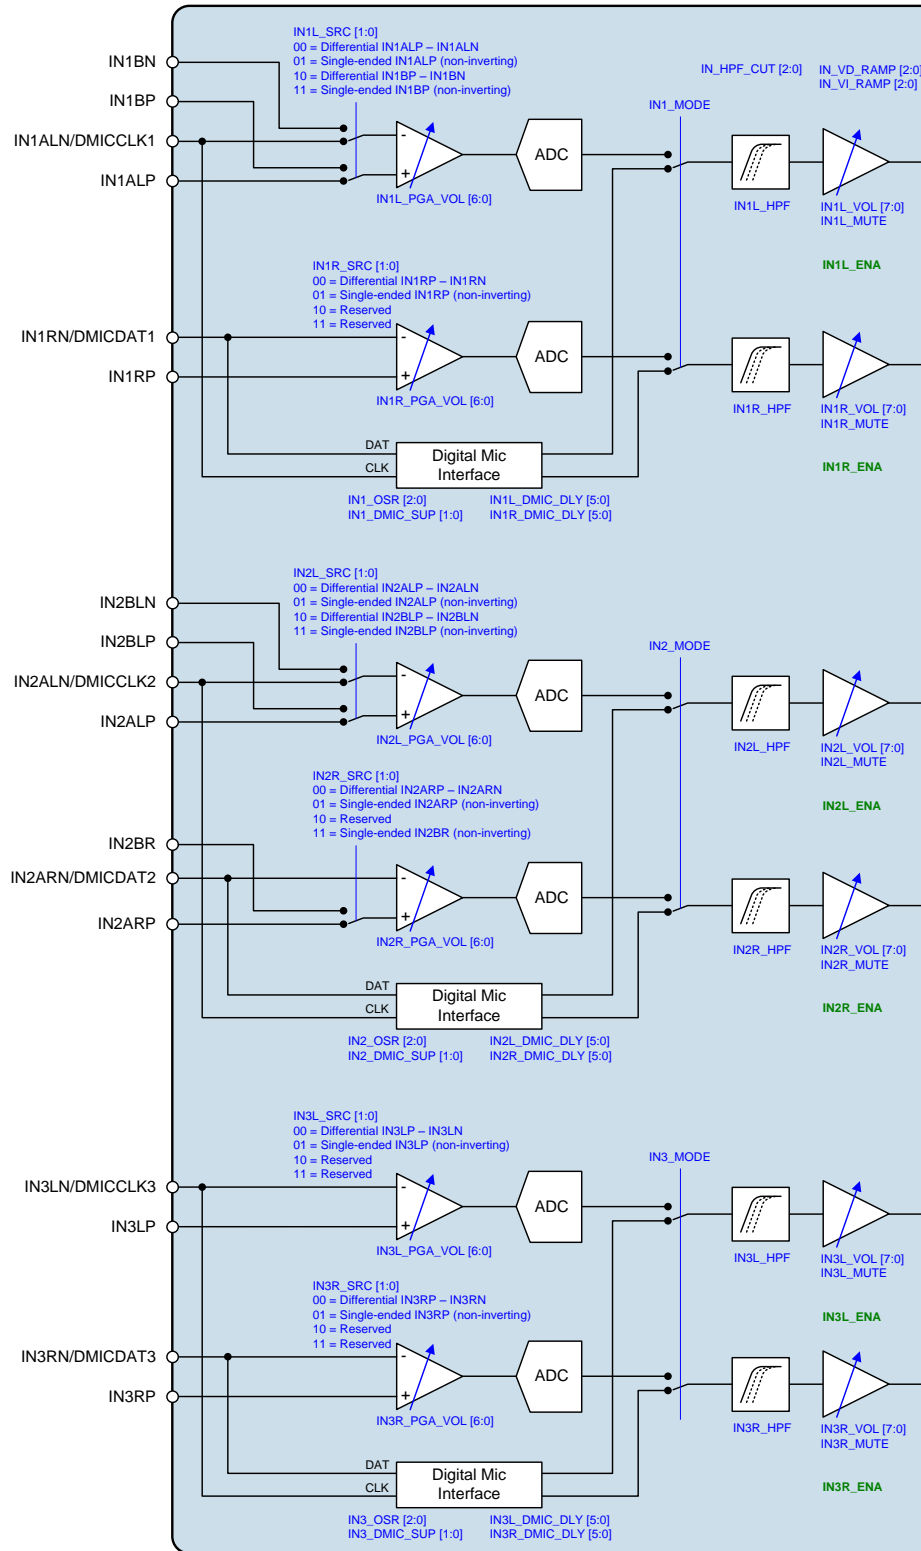 IN1L_SRC [1:0]
00 = Differential IN1ALP – IN1ALN
01 = Single-ended IN1ALP (non-inverting)
10 = Differential IN1BP – IN1BN
11 = Single-ended IN1BP (non-inverting)
IN_HPF_CUT [2:0]
IN_VD_RAMP [2:0]
IN_VI_RAMP [2:0]
IN1BN
IN1BP
IN1ALN/DMICCLK1
IN1ALP
IN1_MODE
-
+
ADC
IN1L_PGA_VOL [6:0]
IN1L_HPF
IN1L_VOL [7:0]
IN1L_MUTE
IN1L_ENA
IN1R_SRC [1:0]
00 = Differential IN1RP – IN1RN
01 = Single-ended IN1RP (non-inverting)
10 = Reserved
11 = Reserved
IN1RN/DMICDAT1
IN1RP
-
+
ADC
IN1R_PGA_VOL [6:0]
IN1R_HPF
IN1R_VOL [7:0]
IN1R_MUTE
IN1R_ENA
DAT
CLK
Digital Mic
Interface
IN1_OSR [2:0]
IN1_DMIC_SUP [1:0]
IN1L_DMIC_DLY [5:0]
IN1R_DMIC_DLY [5:0]
IN2L_SRC [1:0]
00 = Differential IN2ALP – IN2ALN
01 = Single-ended IN2ALP (non-inverting)
10 = Differential IN2BLP – IN2BLN
11 = Single-ended IN2BLP (non-inverting)
IN2BLN
IN2BLP
IN2ALN/DMICCLK2
IN2ALP
IN2_MODE
-
+
ADC
IN2L_PGA_VOL [6:0]
IN2L_HPF
IN2L_VOL [7:0]
IN2L_MUTE
IN2L_ENA
IN2R_SRC [1:0]
00 = Differential IN2ARP – IN2ARN
01 = Single-ended IN2ARP (non-inverting)
10 = Reserved
11 = Single-ended IN2BR (non-inverting)
IN2BR
IN2ARN/DMICDAT2
IN2ARP
-
+
ADC
IN2R_PGA_VOL [6:0]
IN2R_HPF
IN2R_VOL [7:0]
IN2R_MUTE
IN2R_ENA
DAT
CLK
Digital Mic
Interface
IN2_OSR [2:0]
IN2_DMIC_SUP [1:0]
IN2L_DMIC_DLY [5:0]
IN2R_DMIC_DLY [5:0]
IN3L_SRC [1:0]
00 = Differential IN3LP – IN3LN
01 = Single-ended IN3LP (non-inverting)
10 = Reserved
11 = Reserved
IN3LN/DMICCLK3
IN3LP
IN3_MODE
-
+
ADC
IN3L_PGA_VOL [6:0]
IN3L_HPF
IN3L_VOL [7:0]
IN3L_MUTE
IN3L_ENA
IN3R_SRC [1:0]
00 = Differential IN3RP – IN3RN
01 = Single-ended IN3RP (non-inverting)
10 = Reserved
11 = Reserved
IN3RN/DMICDAT3
IN3RP
-
+
ADC
IN3R_PGA_VOL [6:0]
IN3R_HPF
IN3R_VOL [7:0]
IN3R_MUTE
IN3R_ENA
DAT
CLK
Digital Mic
Interface
IN3_OSR [2:0]
IN3_DMIC_SUP [1:0]
IN3L_DMIC_DLY [5:0]
IN3R_DMIC_DLY [5:0]